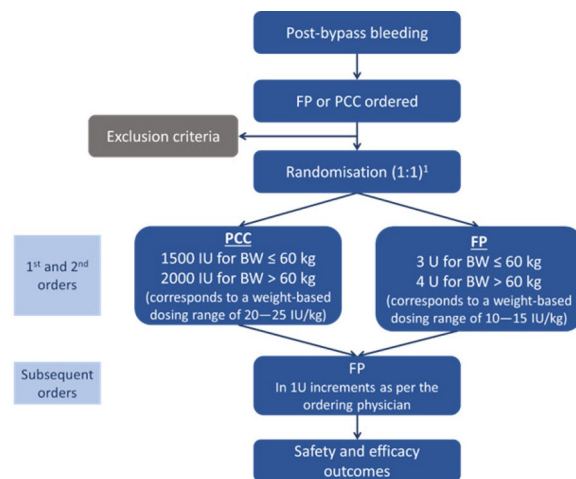 Post-bypass bleeding
FP or PCC ordered
Exclusion criteria
Randomisation (1:1)¹
1st and 2nd
orders
PCC
1500 IU for BW ≤ 60 kg
2000 IU for BW > 60 kg
(corresponds to a weight-based
dosing range of 20—25 IU/kg)
FP
3 U for BW ≤ 60 kg
4 U for BW > 60 kg
(corresponds to a weight-based
dosing range of 10—15 IU/kg)
Subsequent
orders
FP
In 1U increments as per the
ordering physician
Safety and efficacy
outcomes